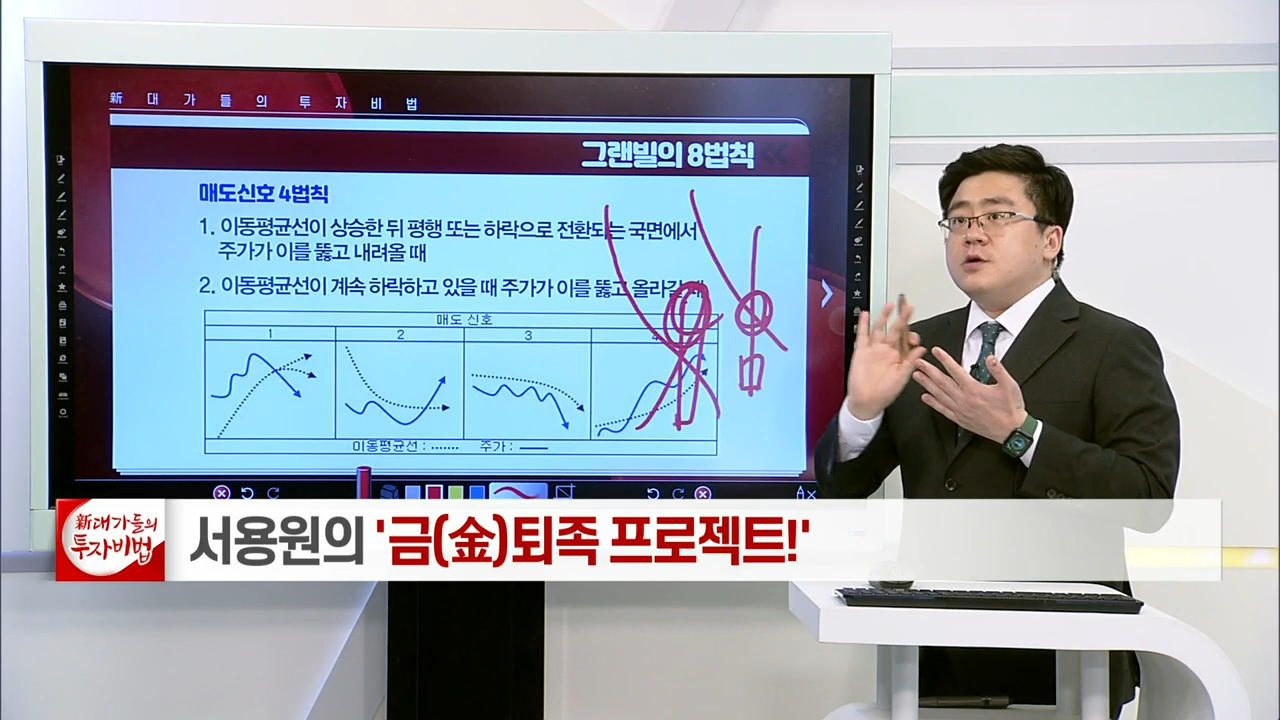 新 대 가 들 의 투 자 비 법
그랜빌의 8법칙
매도신호 4법칙
1. 이동평균선이 상승한 뒤 평행 또는 하락으로 전환되는 국면에서
주가가 이를 뚫고 내려올 때
2. 이동평균선이 계속 하락하고 있을 때 주가가 이를 뚫고 올라갈 때
매도 신호
1 2 3 4
이동평균선 : 주가 :
新대가들의
투자비법
서용원의 '금(金)퇴족 프로젝트!'